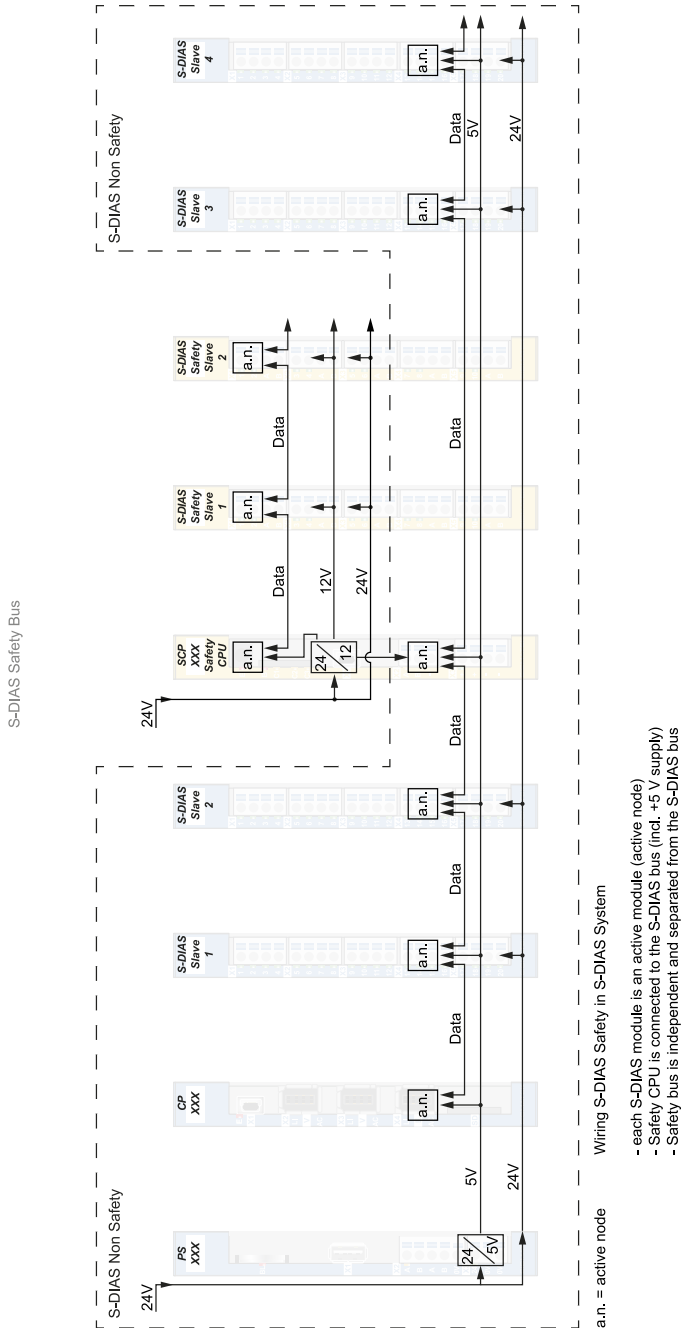 S-DIAS Safety Bus
S-DIAS Non Safety
24V
PS
XXX
24
5V
5V
24V
CP
XXX
a.n.
Data
S-DIAS
Slave
1
a.n.
Data
S-DIAS
Slave
2
a.n.
Data
24V
SCP
XXX
Safety
CPU
a.n.
24
12
a.n.
Data
12V
24V
S-DIAS
Safety
Slave
1
a.n.
Data
Data
S-DIAS
Safety
Slave
2
a.n.
S-DIAS Non Safety
S-DIAS
Slave
3
a.n.
Data
5V
24V
S-DIAS
Slave
4
a.n.
a.n. = active node
Wiring S-DIAS Safety in S-DIAS System
- each S-DIAS module is an active module (active node)
- Safety CPU is connected to the S-DIAS bus (incl. +5 V supply)
- Safety bus is independent and separated from the S-DIAS bus